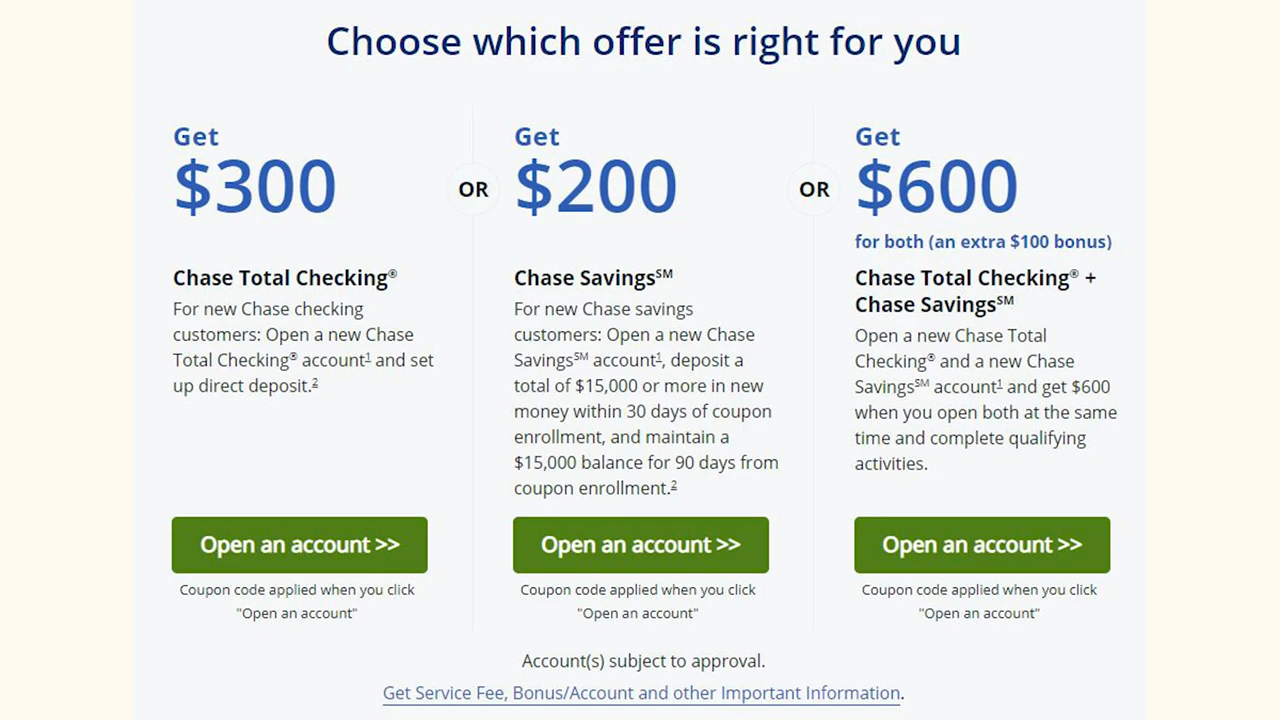 Choose which offer is right for you
Get
$300
Chase Total Checking®
For new Chase checking
customers: Open a new Chase
Total Checking® account¹ and set
up direct deposit.²
Open an account >>
Coupon code applied when you click
"Open an account"
OR
Get
$200
Chase Savings℠
For new Chase savings
customers: Open a new Chase
Savings℠ account¹, deposit a
total of $15,000 or more in new
money within 30 days of coupon
enrollment, and maintain a
$15,000 balance for 90 days from
coupon enrollment.²
Open an account >>
Coupon code applied when you click
"Open an account"
OR
Get
$600
for both (an extra $100 bonus)
Chase Total Checking® +
Chase Savings℠
Open a new Chase Total
Checking® and a new Chase
Savings℠ account¹ and get $600
when you open both at the same
time and complete qualifying
activities.
Open an account >>
Coupon code applied when you click
"Open an account"
Account(s) subject to approval.
Get Service Fee, Bonus/Account and other Important Information.